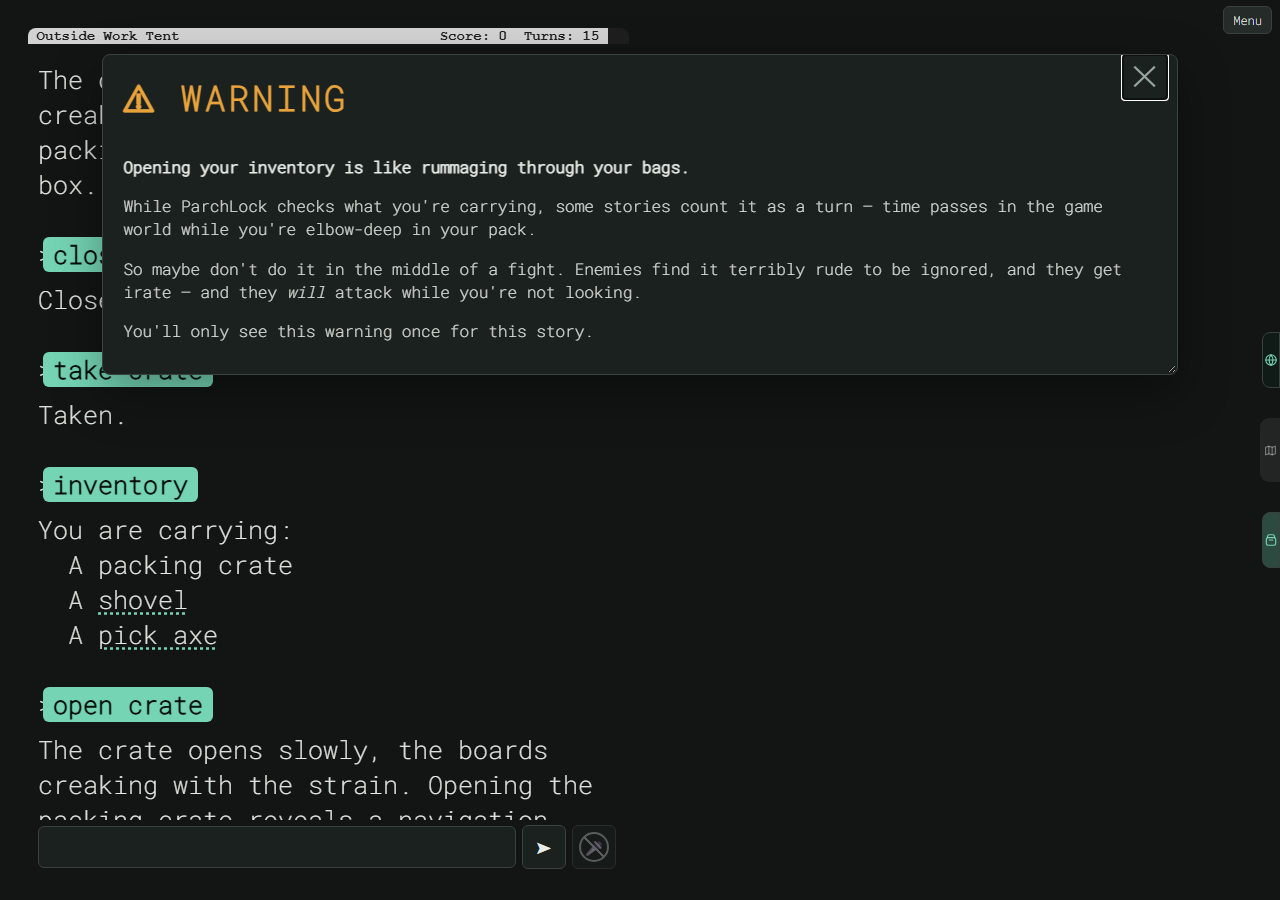 Menu
Outside Work Tent Score: 0 Turns: 15
The
box.
WARNING
Opening your inventory is like rummaging through your bags.
While ParchLock checks what you're carrying, some stories count it as a turn — time passes in the game
world while you're elbow-deep in your pack.
So maybe don't do it in the middle of a fight. Enemies find it terribly rude to be ignored, and they get
irate — and they will attack while you're not looking.
You'll only see this warning once for this story.
>take crate
Taken.
>inventory
You are carrying:
A packing crate
A shovel
A pick axe
>open crate
The crate opens slowly, the boards
creaking with the strain. Opening the
packing crate reveals a navigation